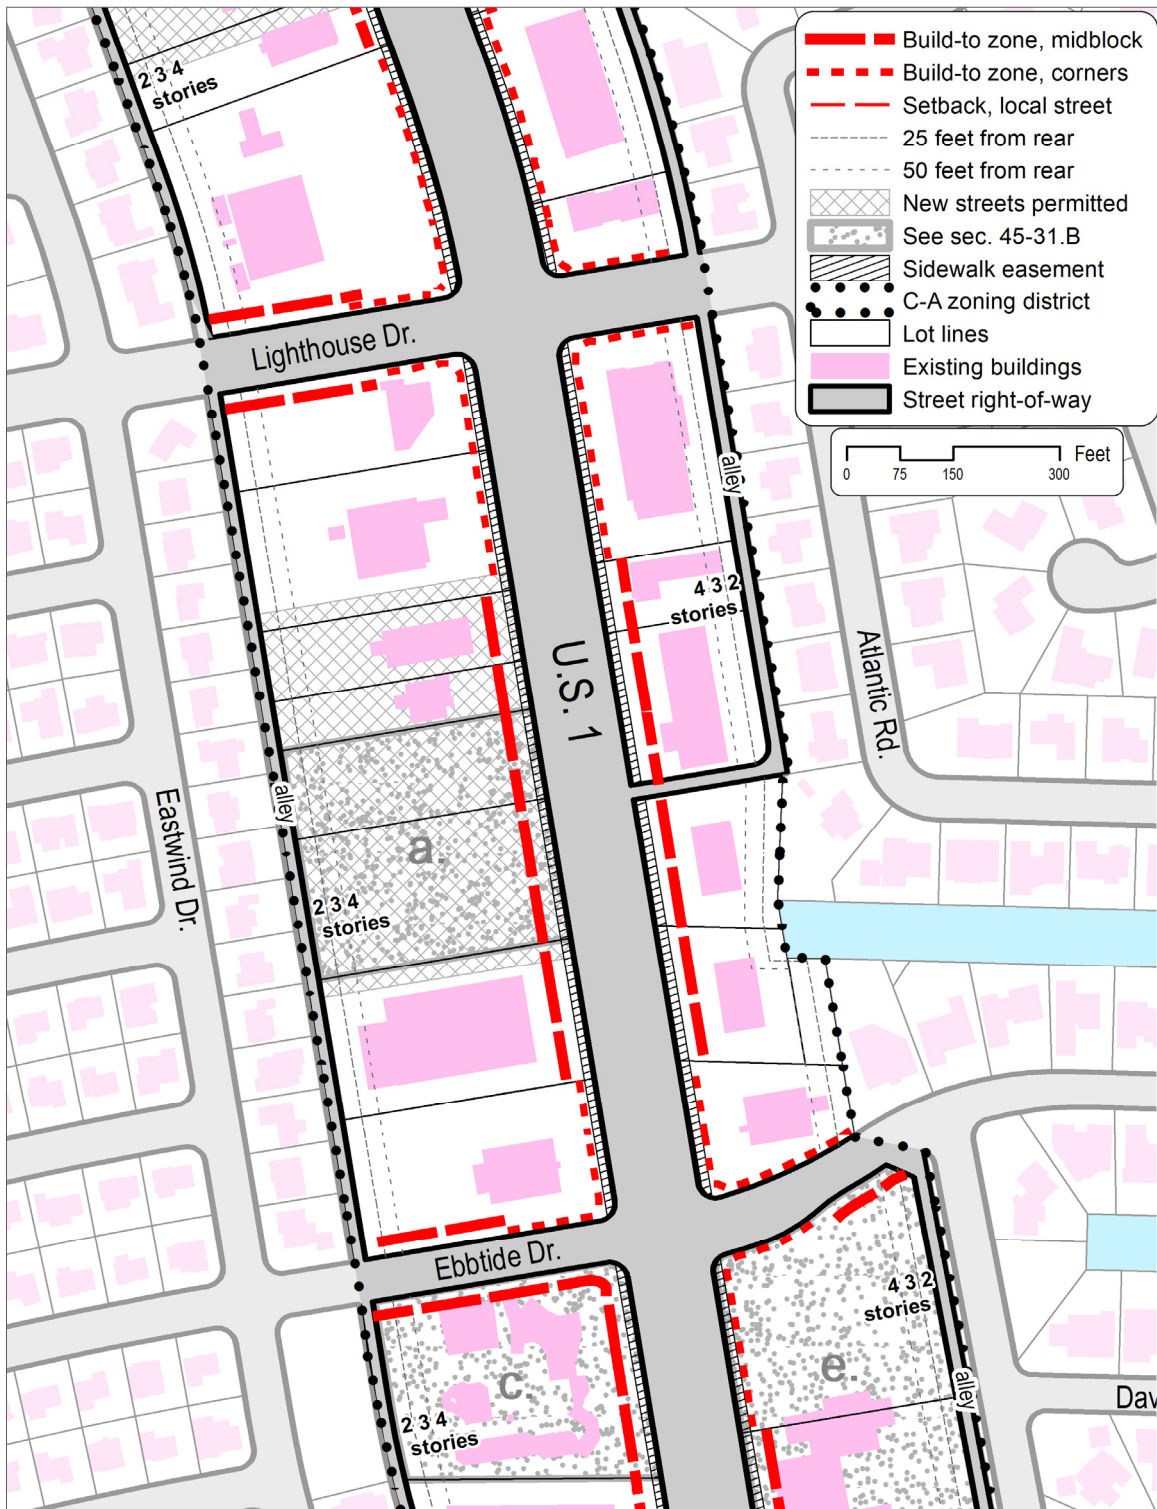 Build-to zone, midblock
Build-to zone, corners
Setback, local street
25 feet from rear
50 feet from rear
New streets permitted
See sec. 45-31.B
Sidewalk easement
C-A zoning district
Lot lines
Existing buildings
Street right-of-way
Feet
0 75 150 300
2 3 4
stories
Lighthouse Dr.
alley
4 3 2
stories
U.S. 1
Atlantic Rd.
Eastwind Dr.
alley
a.
2 3 4
stories
Ebbtide Dr.
4 3 2
stories
c.
e.
2 3 4
stories
alley
Dav